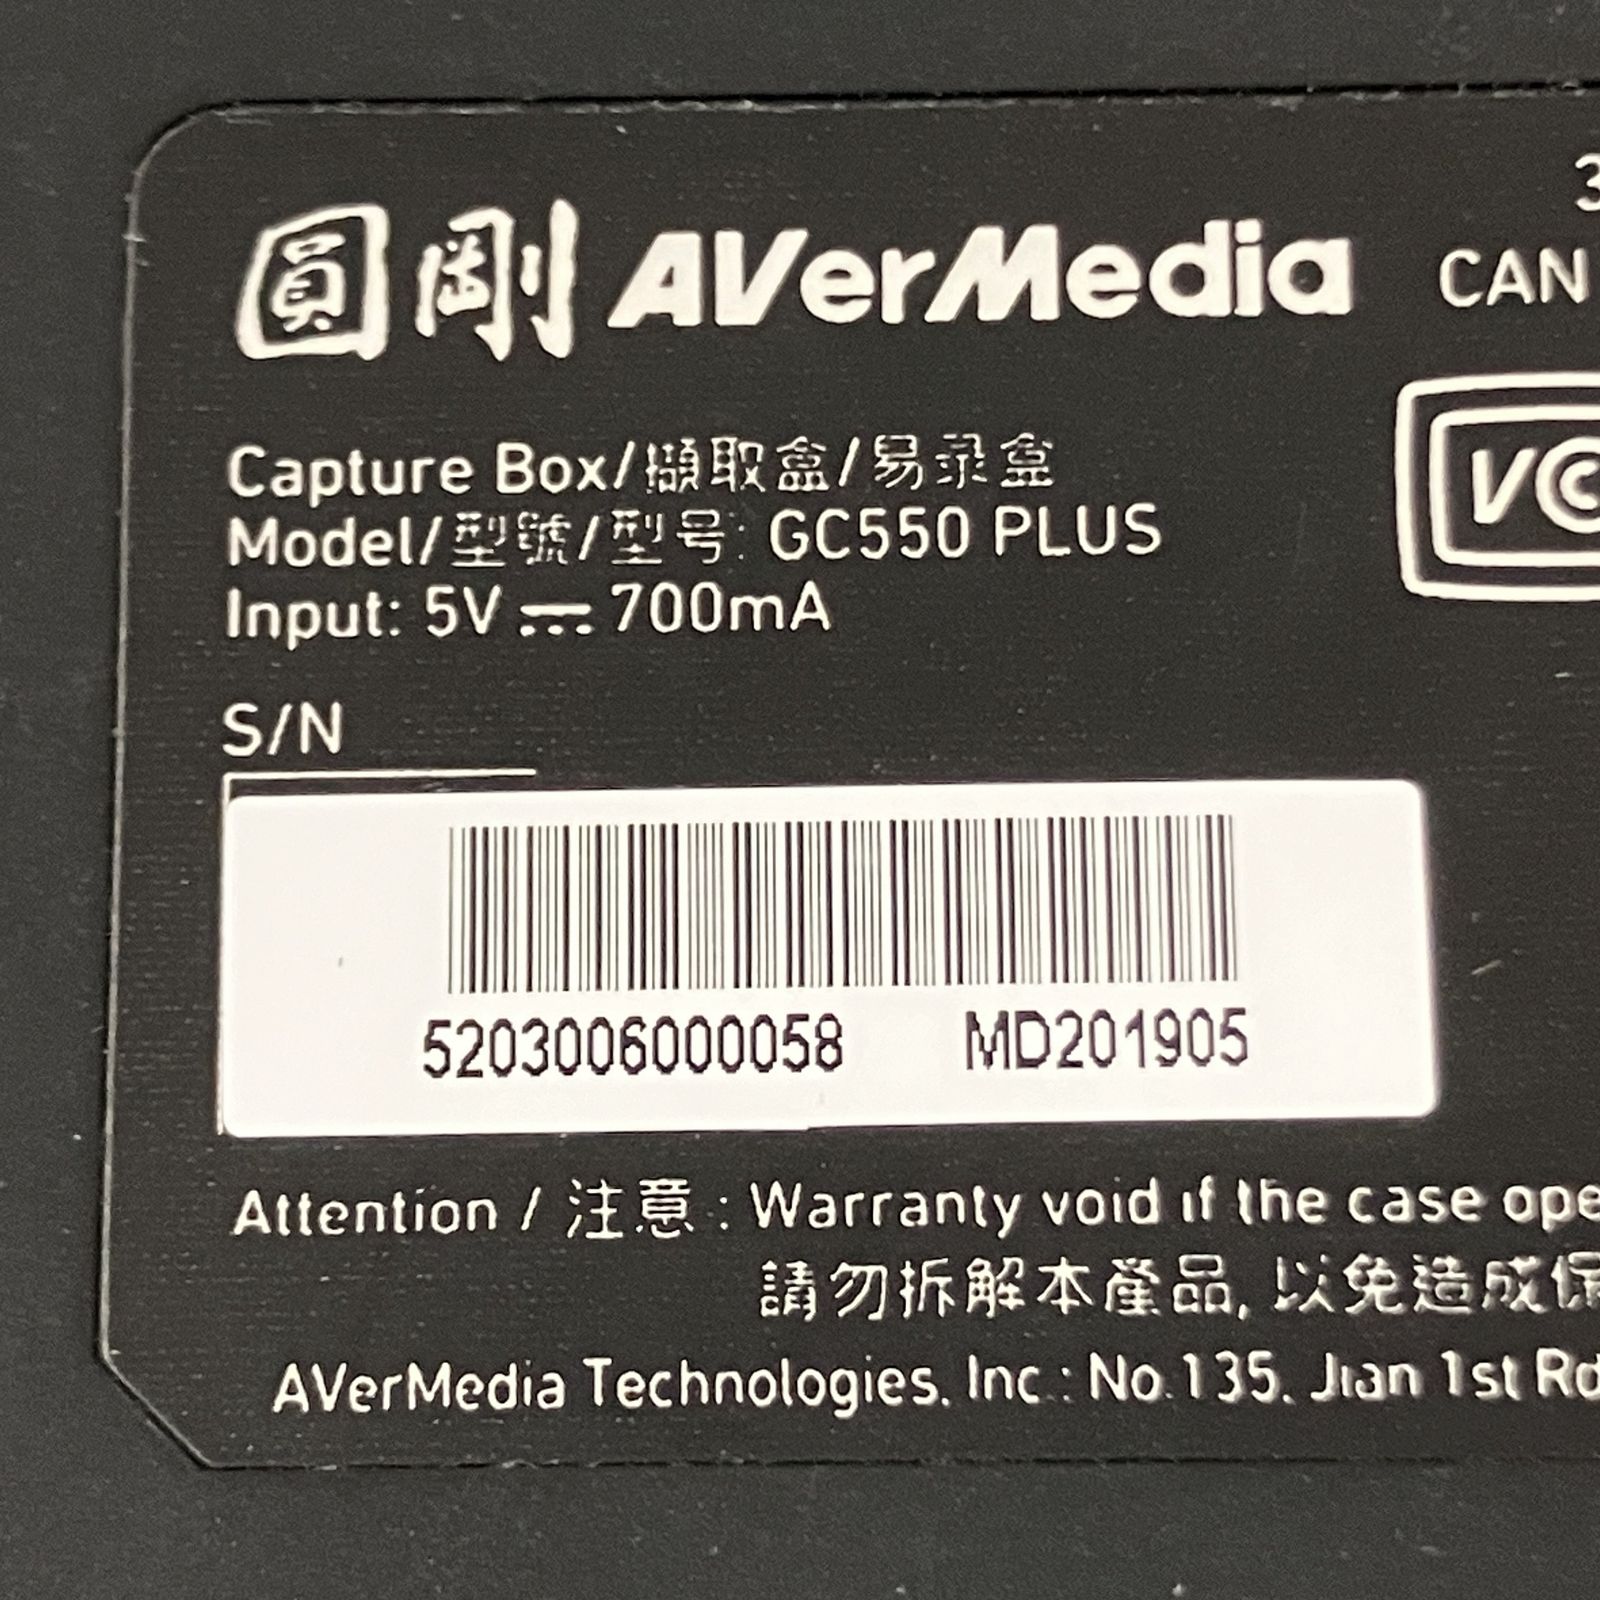 圓剛 AVerMedia
3
CAN
Capture Box/擷取盒/易录盒
VC
Model/型號/型号: GC550 PLUS
Input: 5V ⎓ 700mA
S/N
5203006000058 MD201905
Attention / 注意 : Warranty void if the case ope
請勿拆解本產品, 以免造成保
AVerMedia Technologies, Inc.: No.135, Jian 1st Rd